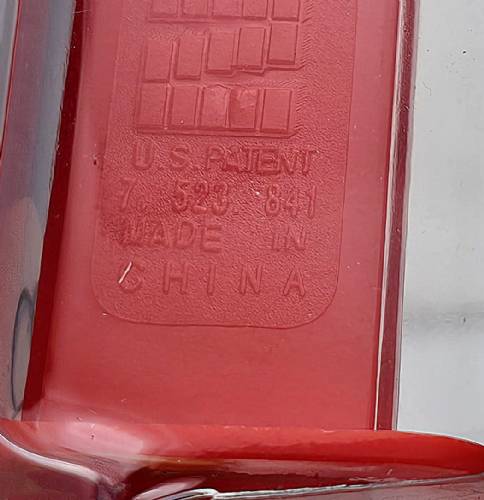 U.S. PATENT
7, 523, 841
MADE IN
CHINA